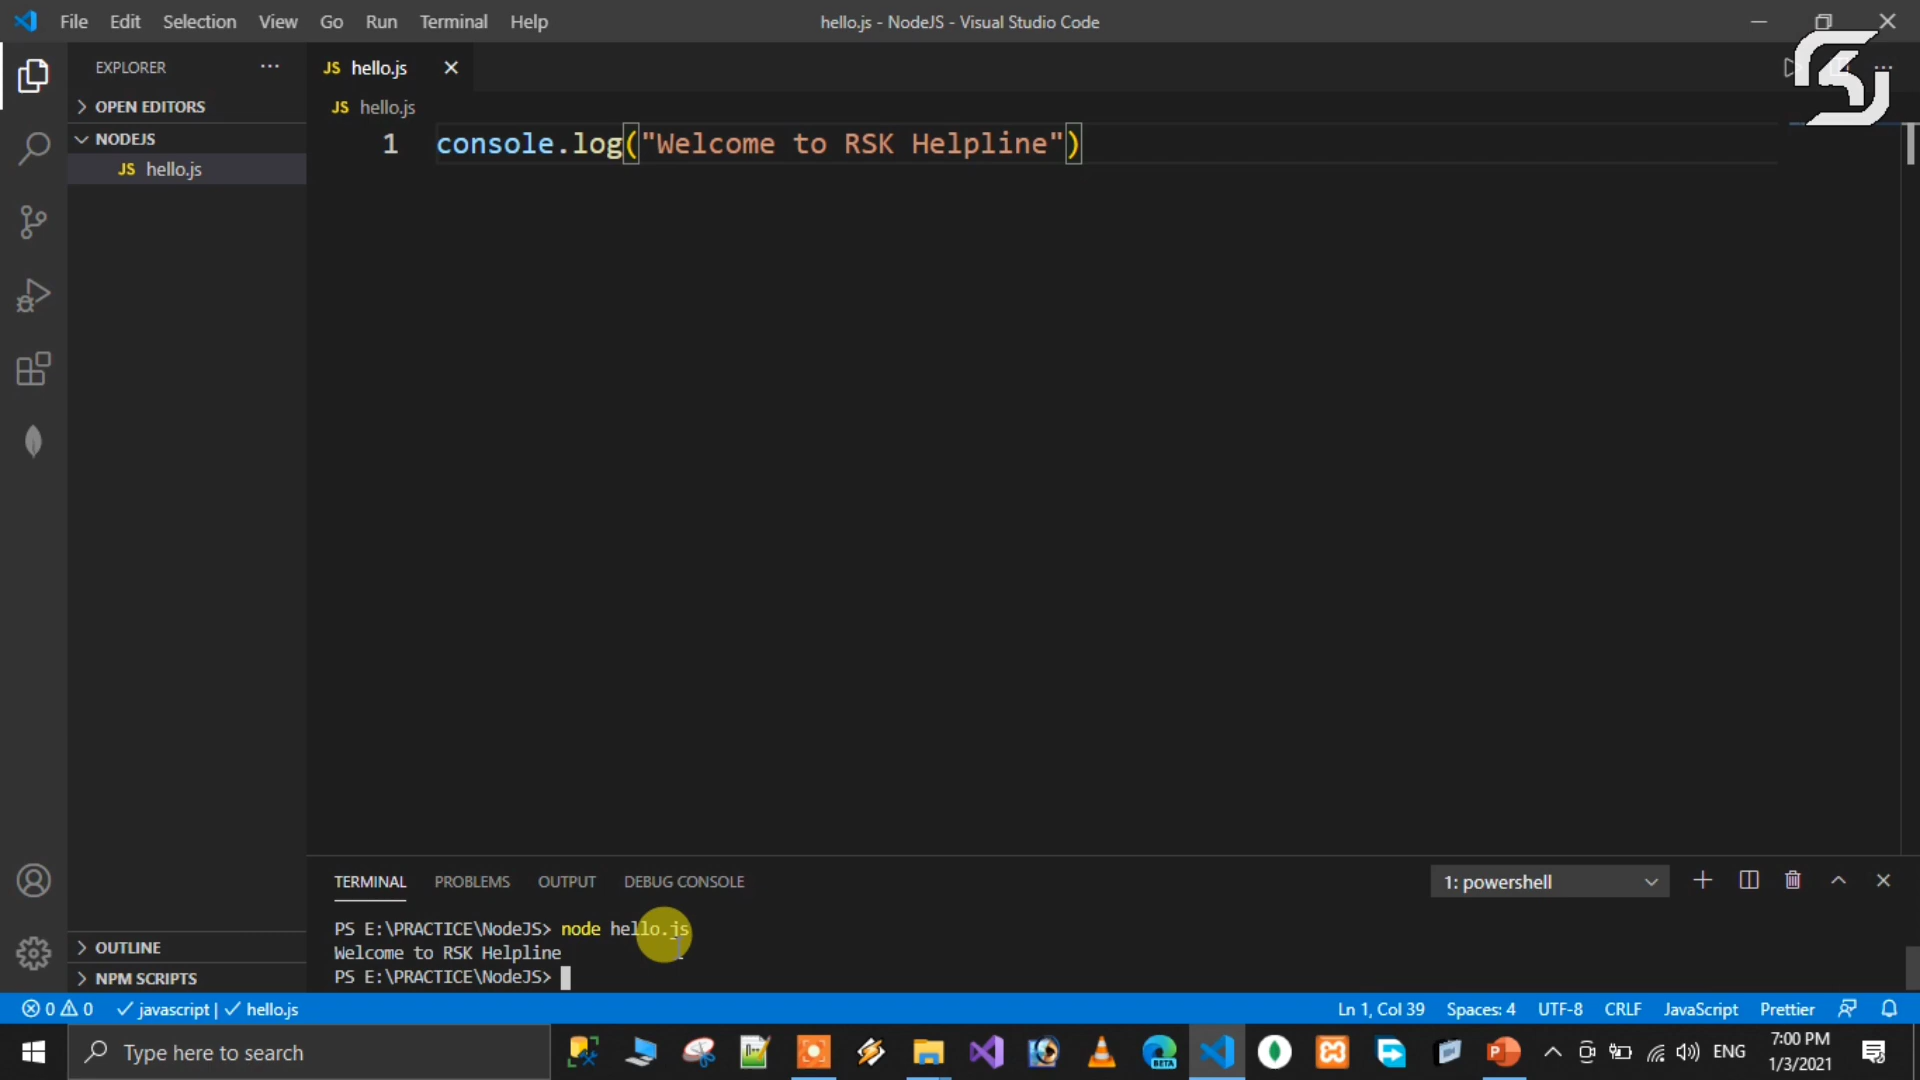 File Edit Selection View Go Run Terminal Help
hello.js - NodeJS - Visual Studio Code
EXPLORER
JS hello.js
OPEN EDITORS
JS hello.js
NODEJS
1 console.log("Welcome to RSK Helpline")
JS hello.js
TERMINAL PROBLEMS OUTPUT DEBUG CONSOLE
1: powershell
PS E:\PRACTICE\NodeJS> node hello.js
Welcome to RSK Helpline
PS E:\PRACTICE\NodeJS>
OUTLINE
NPM SCRIPTS
0 0 javascript | hello.js
Ln 1, Col 39 Spaces: 4 UTF-8 CRLF JavaScript Prettier
Type here to search
BETA
ENG
7:00 PM
1/3/2021